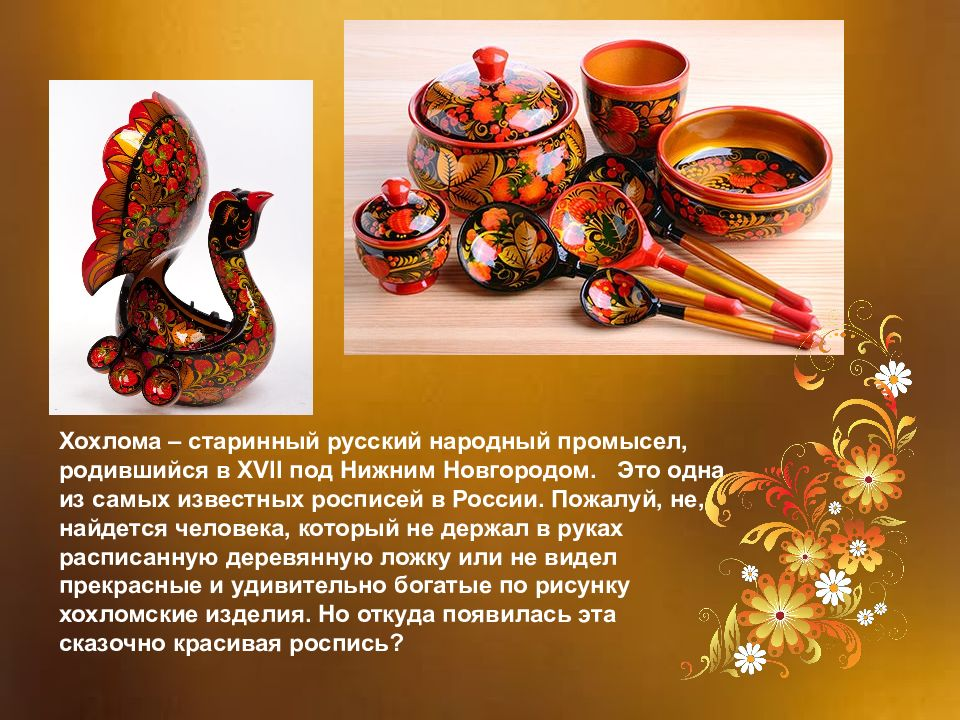 Хохлома – старинный русский народный промысел,
родившийся в XVII под Нижним Новгородом. Это одна
из самых известных росписей в России. Пожалуй, не,
найдется человека, который не держал в руках
расписанную деревянную ложку или не видел
прекрасные и удивительно богатые по рисунку
хохломские изделия. Но откуда появилась эта
сказочно красивая роспись?